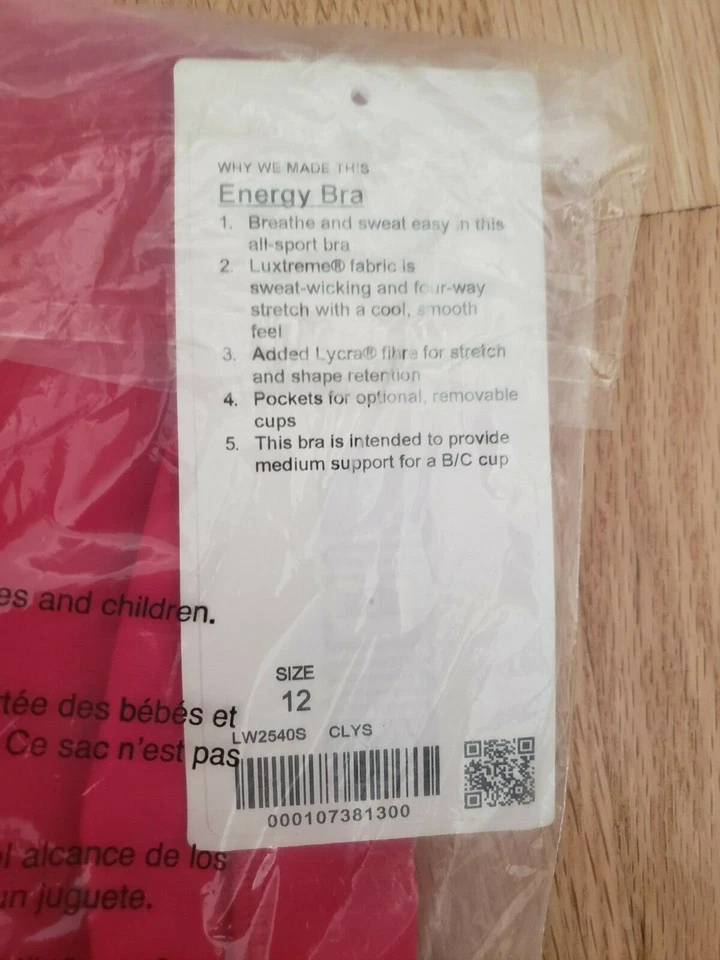 WHY WE MADE THIS
Energy Bra
1. Breathe and sweat easy in this
all-sport bra
2. Luxtreme® fabric is
sweat-wicking and four-way
stretch with a cool, smooth
feel
3. Added Lycra® fibre for stretch
and shape retention
4. Pockets for optional, removable
cups
5. This bra is intended to provide
medium support for a B/C cup
es and children.
SIZE
12
tée des bébés et
LW2540S CLYS
Ce sac n'est pas
000107381300
l alcance de los
un juguete.